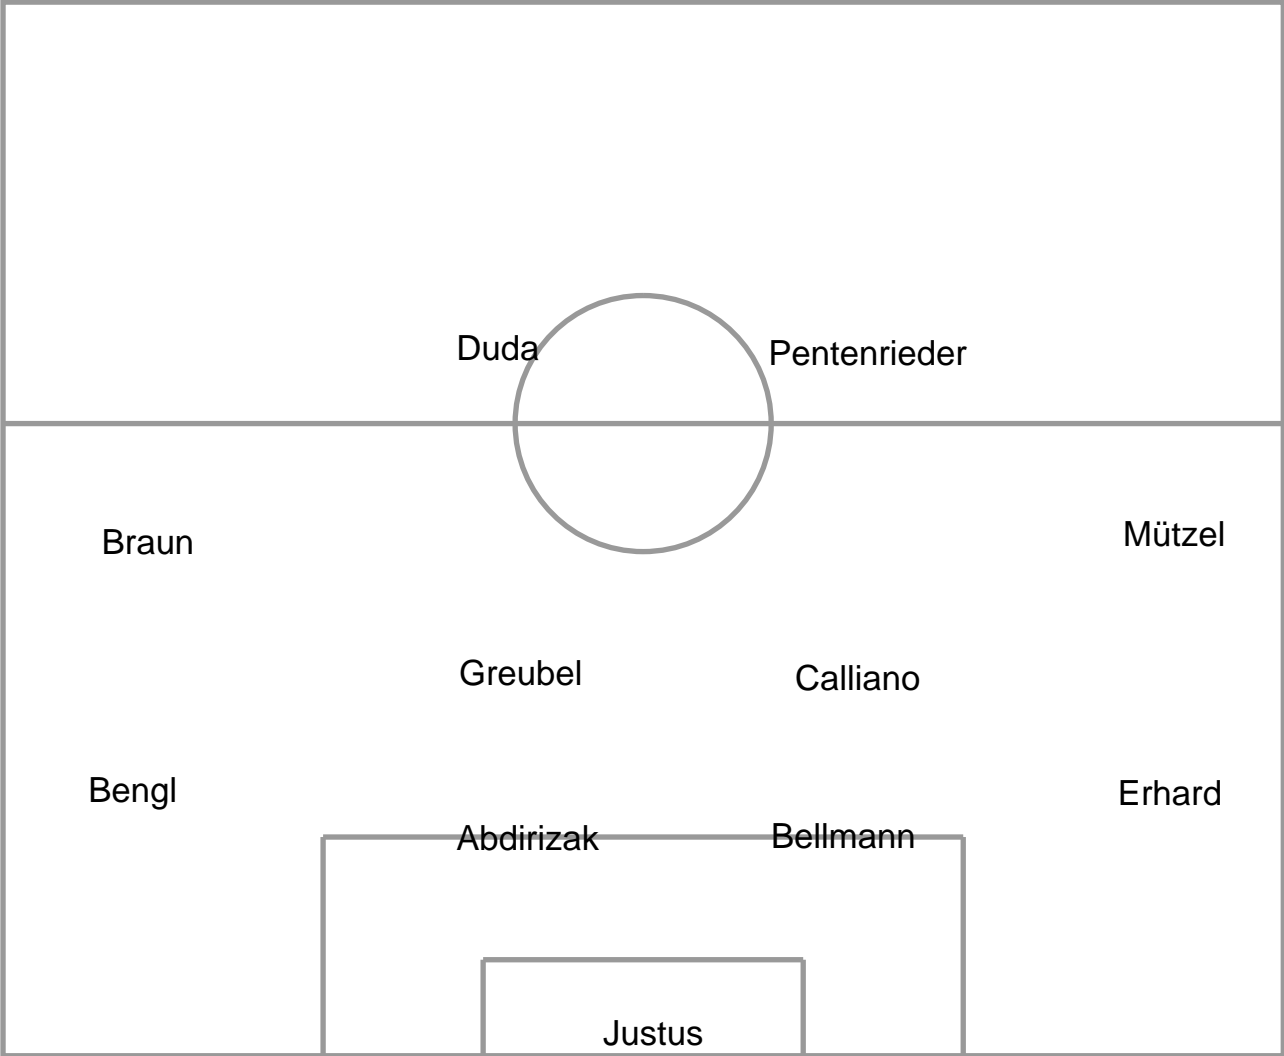 Duda
Pentenrieder
Braun
Mützel
Greubel
Calliano
Bengl
Erhard
Abdirizak
Bellmann
Justus